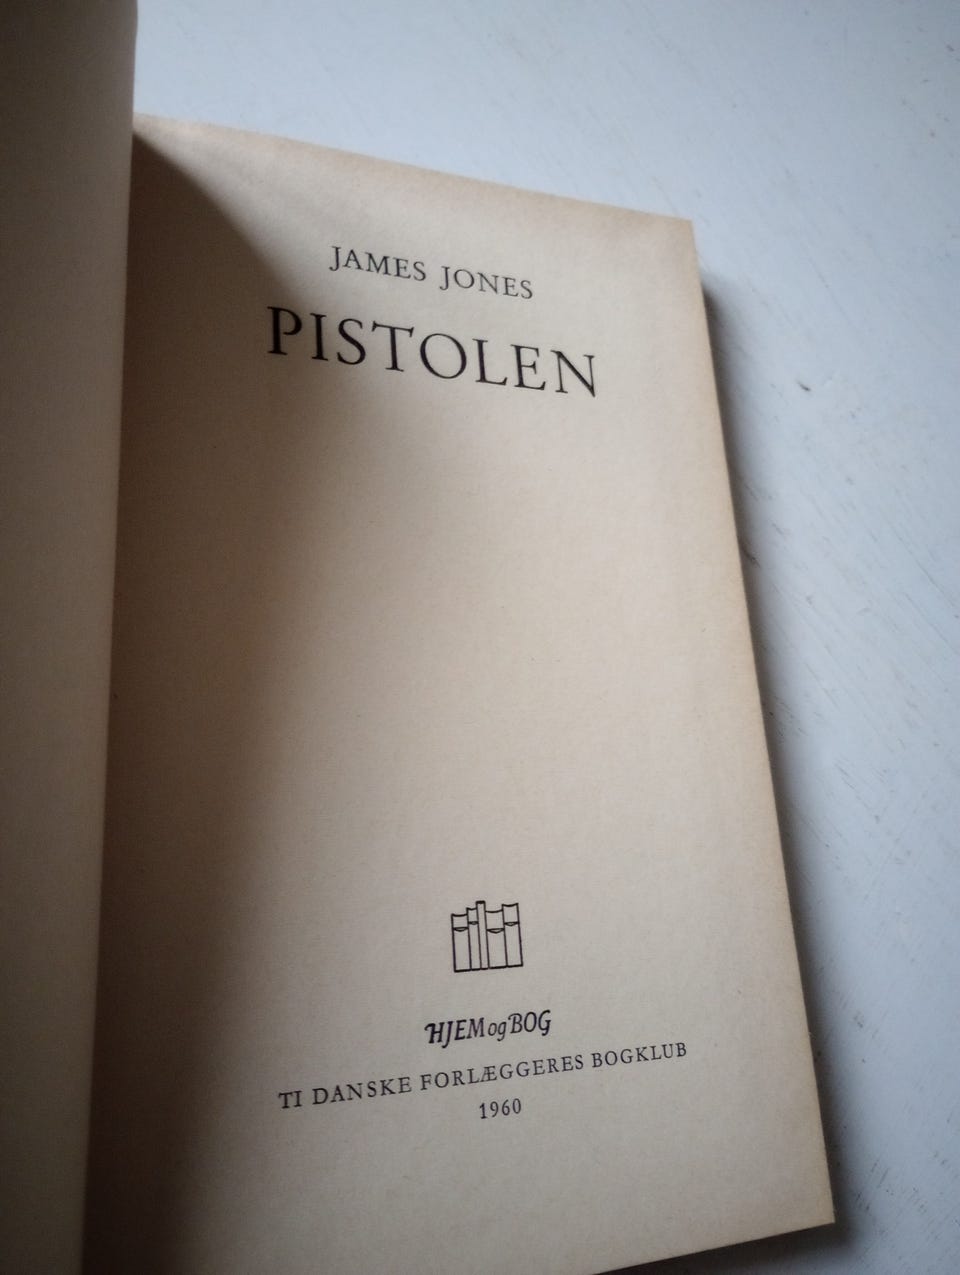 JAMES JONES
PISTOLEN
HJEM og BOG
TI DANSKE FORLÆGGERES BOGKLUB
1960